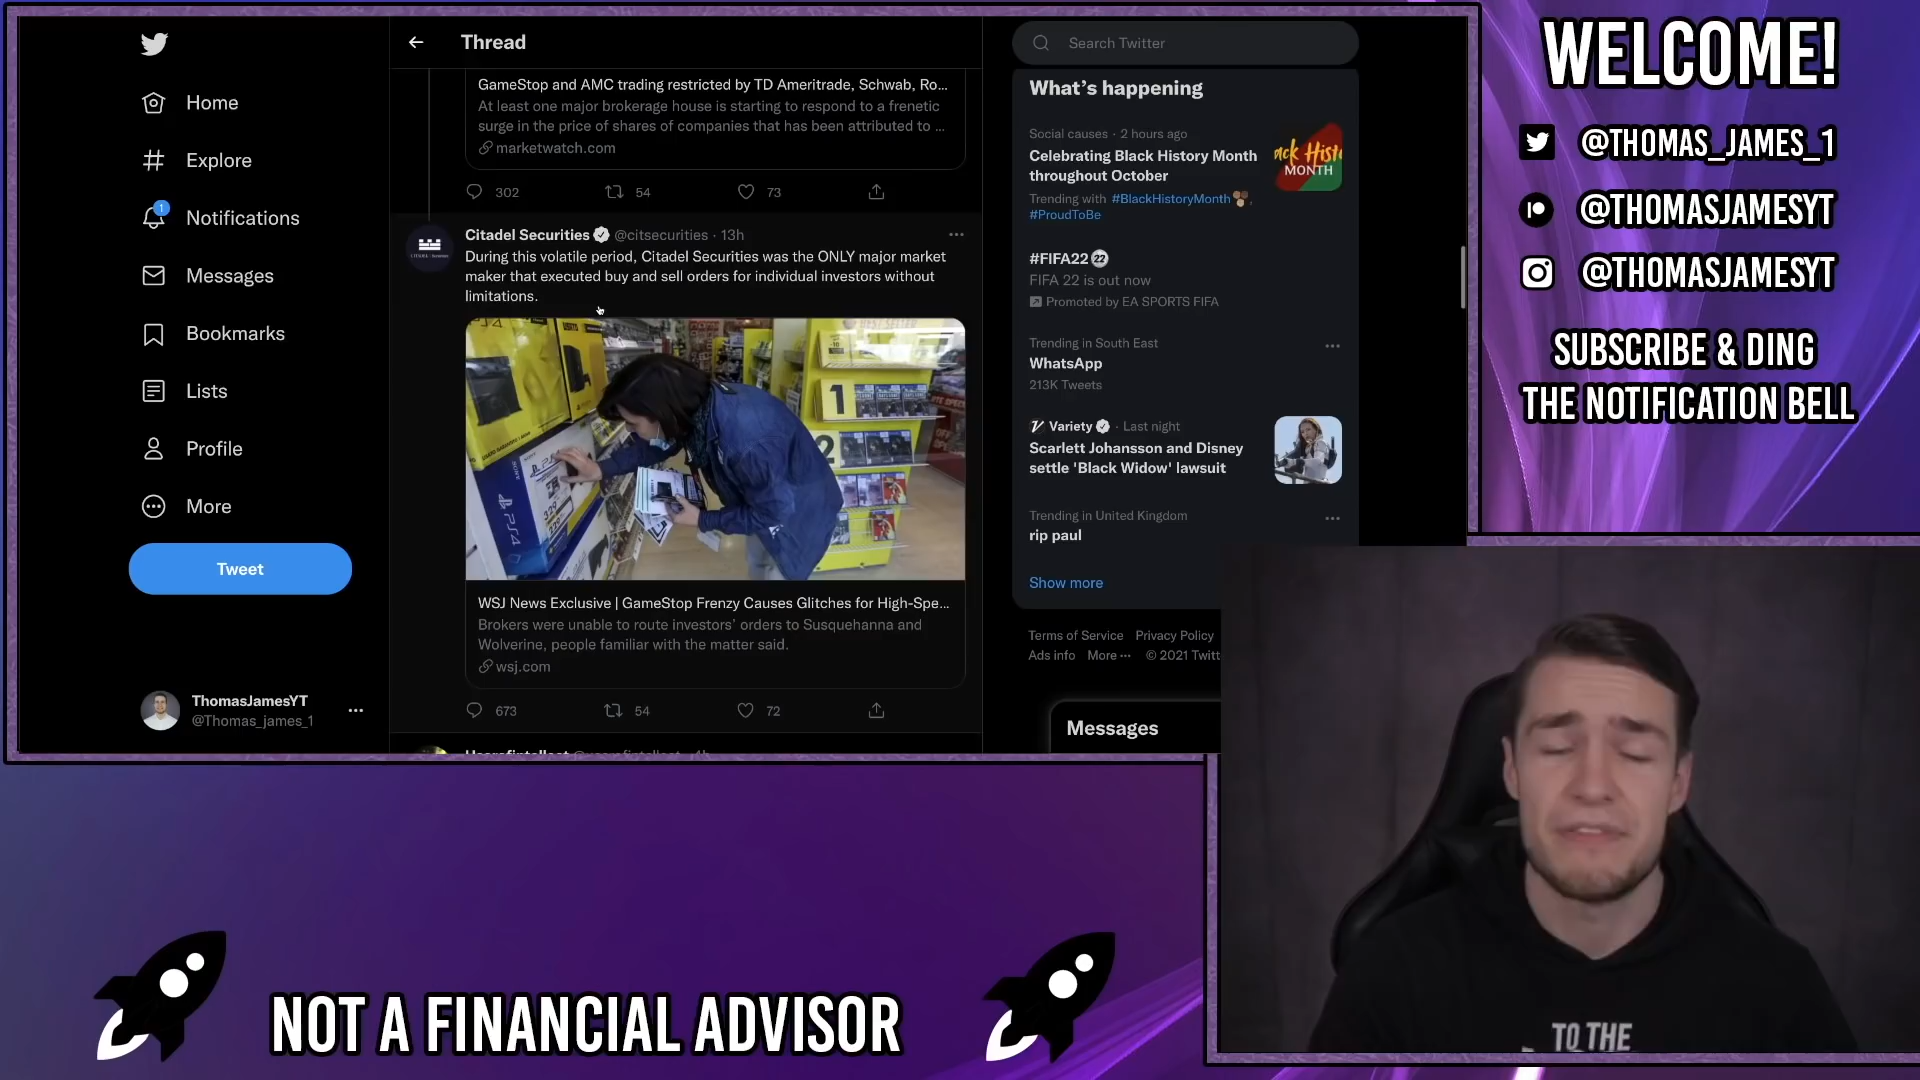 Home
Explore
1
Notifications
Messages
Bookmarks
Lists
Profile
More
Tweet
ThomasJamesYT
@Thomas_james_1
Thread
GameStop and AMC trading restricted by TD Ameritrade, Schwab, Ro...
At least one major brokerage house is starting to respond to a frenetic
surge in the price of shares of companies that has been attributed to ...
marketwatch.com
302 54 73
Citadel Securities @citsecurities · 13h
During this volatile period, Citadel Securities was the ONLY major market
maker that executed buy and sell orders for individual investors without
limitations.
1
2
PS4
WSJ News Exclusive | GameStop Frenzy Causes Glitches for High-Spe...
Brokers were unable to route investors' orders to Susquehanna and
Wolverine, people familiar with the matter said.
wsj.com
673 54 72
Search Twitter
What's happening
Social causes · 2 hours ago
Celebrating Black History Month
throughout October
Trending with #BlackHistoryMonth,
#ProudToBe
MONTH
#FIFA22
FIFA 22 is out now
Promoted by EA SPORTS FIFA
Trending in South East
WhatsApp
213K Tweets
Variety · Last night
Scarlett Johansson and Disney
settle 'Black Widow' lawsuit
Trending in United Kingdom
rip paul
Show more
Terms of Service Privacy Policy
Ads info More ··· © 2021 Twitt
Messages
WELCOME!
@THOMAS_JAMES_1
@THOMASJAMESYT
@THOMASJAMESYT
SUBSCRIBE & DING
THE NOTIFICATION BELL
TO THE
NOT A FINANCIAL ADVISOR